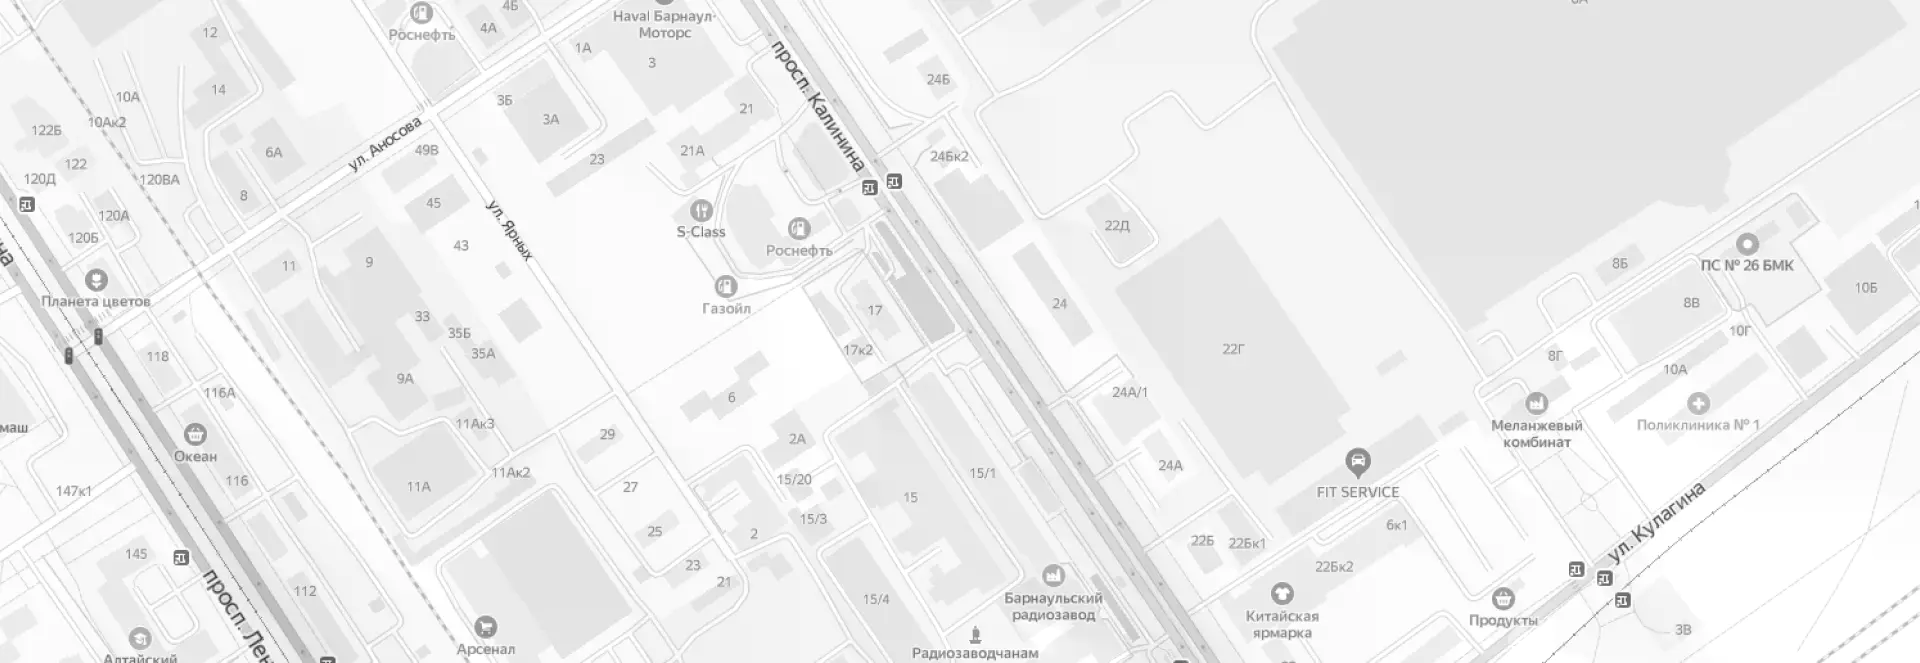 8А
4Б
12
Роснефть
4А
Haval Барнаул-
Моторс
1А
3
14
24Б
10А
3Б
21
3А
10Ак2
122Б
ул. Аносова
просп. Калинина
6А
49В
21А
23
24Бк2
122
120Д
120ВА
8
45
120А
ул. Ярных
S-Class
22Д
120Б
43
Роснефть
11
9
8Б
ПС № 26 БМК
Планета цветов
10Б
8В
Газойл
17
24
33
35Б
10Г
118
35А
17к2
22Г
8Г
9А
10А
116А
6
24А/1
маш
11Ак3
29
2А
Меланжевый
комбинат
Поликлиника № 1
Океан
24А
11Ак2
15/20
15/1
116
11А
27
147к1
15
FIT SERVICE
15/3
6к1
25
2
22Б
22Бк1
ул. Кулагина
145
23
22Бк2
21
112
15/4
Барнаульский
радиозавод
просп. Лен
Китайская
ярмарка
Продукты
3В
Арсенал
Радиозаводчанам
Алтайский